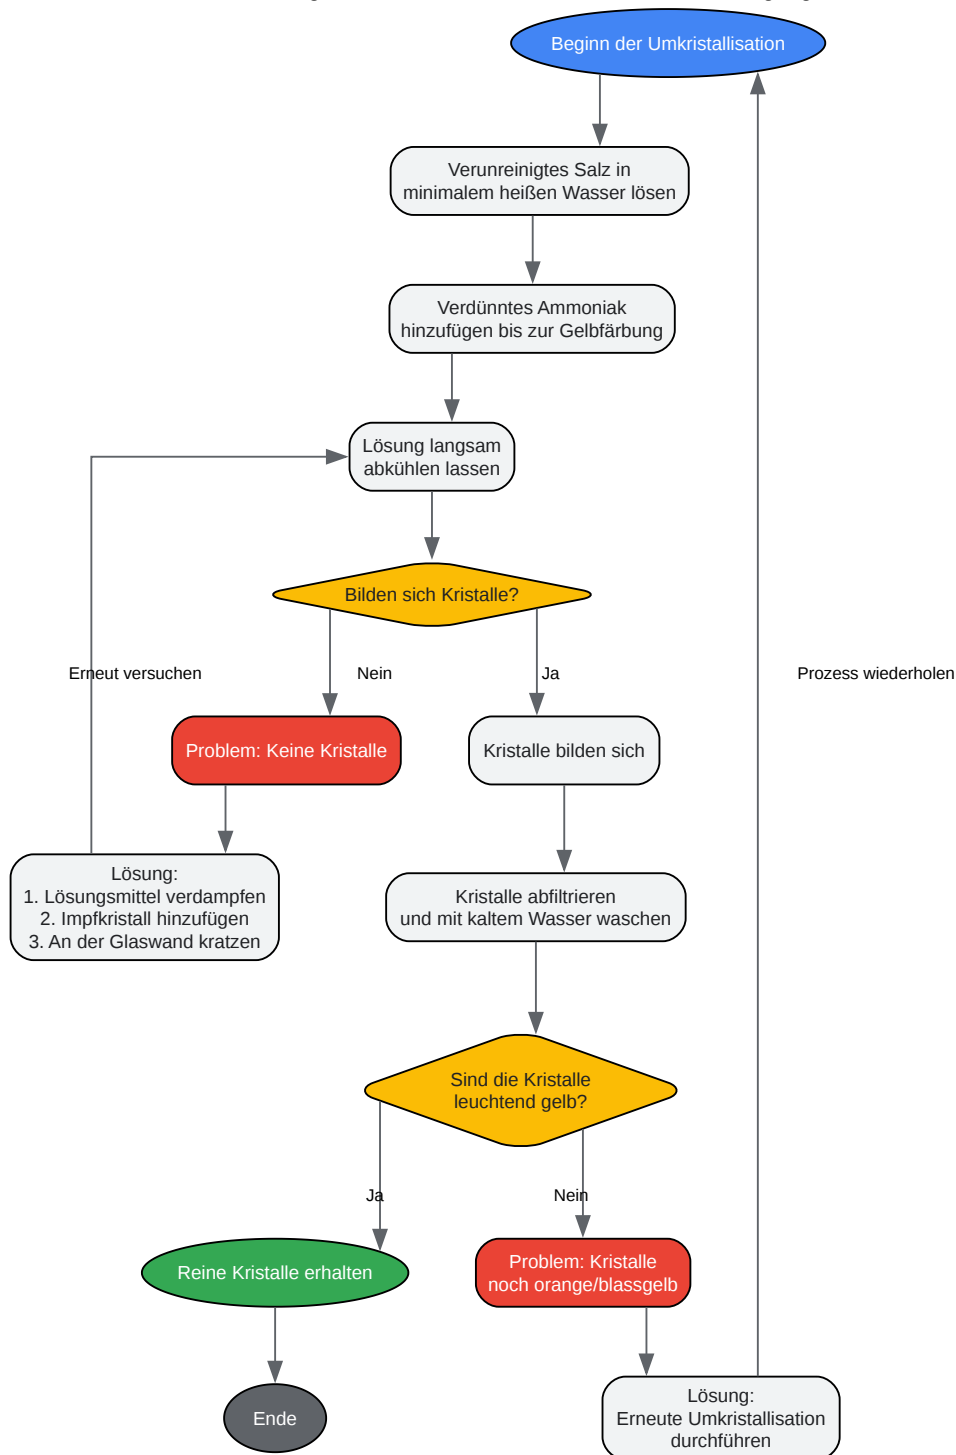 Beginn der Umkristallisation
Verunreinigtes Salz in
minimalem heißen Wasser lösen
Verdünntes Ammoniak
hinzufügen bis zur Gelbfärbung
Lösung langsam
abkühlen lassen
Bilden sich Kristalle?
Erneut versuchen
Nein
Ja
Prozess wiederholen
Problem: Keine Kristalle
Kristalle bilden sich
Lösung:
1. Lösungsmittel verdampfen
2. Impfkristall hinzufügen
3. An der Glaswand kratzen
Kristalle abfiltrieren
und mit kaltem Wasser waschen
Sind die Kristalle
leuchtend gelb?
Ja
Nein
Reine Kristalle erhalten
Problem: Kristalle
noch orange/blassgelb
Ende
Lösung:
Erneute Umkristallisation
durchführen